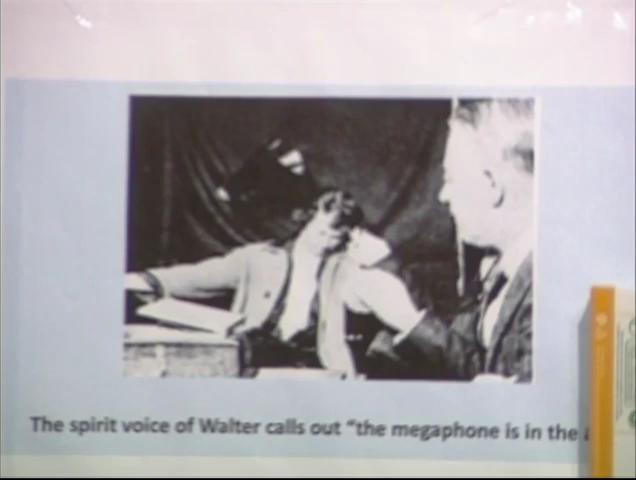 The spirit voice of Walter calls out “the megaphone is in the